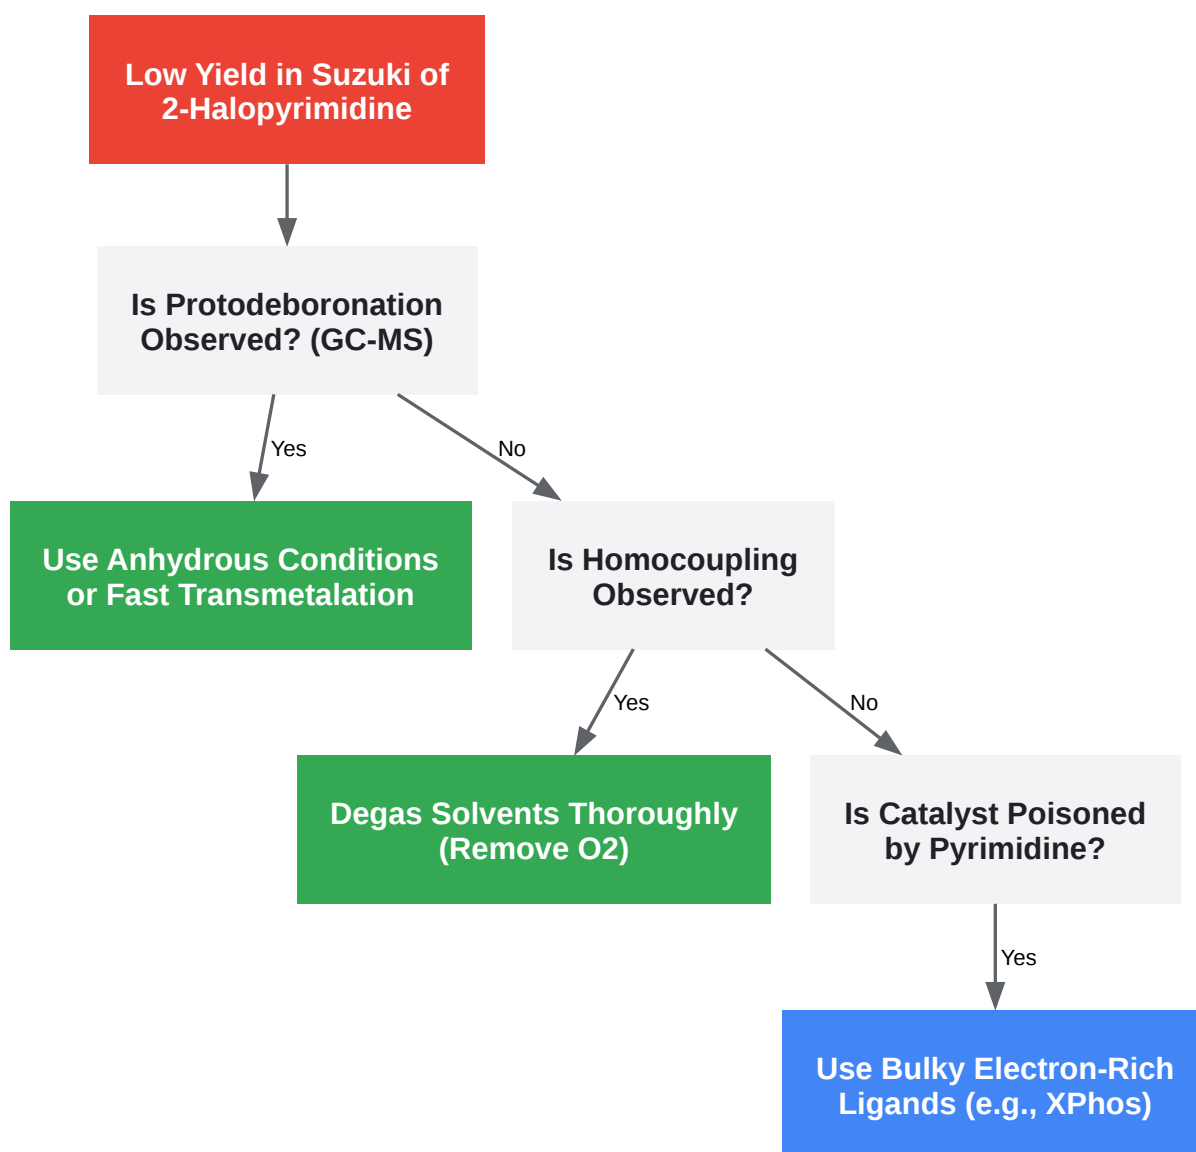 Low Yield in Suzuki of
2-Halopyrimidine
Is Protodeboronation
Observed? (GC-MS)
Yes
No
Use Anhydrous Conditions
or Fast Transmetalation
Is Homocoupling
Observed?
Yes
No
Degas Solvents Thoroughly
(Remove O2)
Is Catalyst Poisoned
by Pyrimidine?
Yes
Use Bulky Electron-Rich
Ligands (e.g., XPhos)